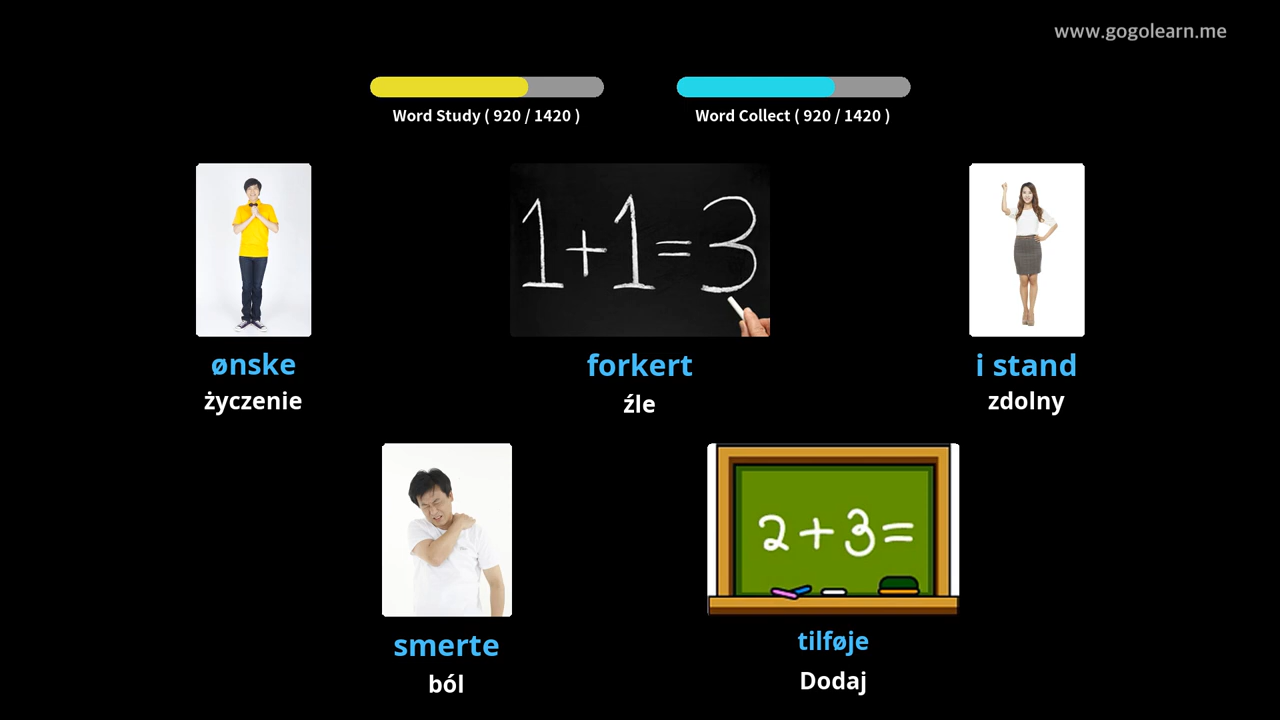 www.gogolearn.me
Word Study ( 920 / 1420 )
Word Collect ( 920 / 1420 )
1+1=3
ønske
życzenie
forkert
źle
i stand
zdolny
2+3=
smerte
ból
tilføje
Dodaj